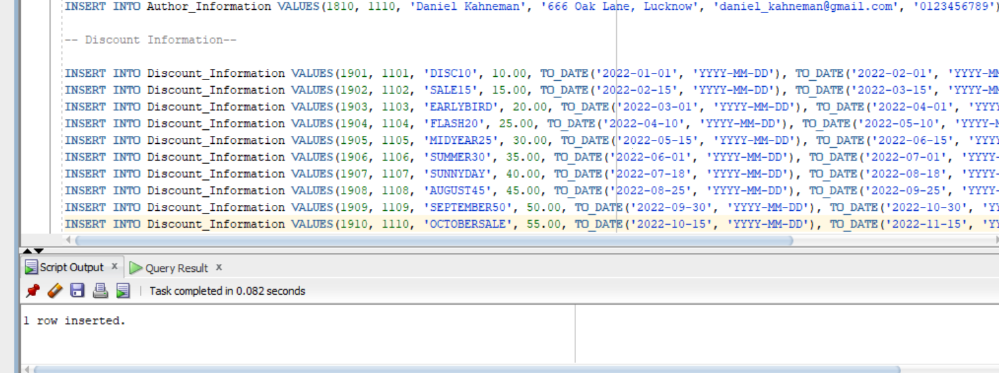 INSERT INTO Author_Information VALUES(1810, 1110, 'Daniel Kahneman', '666 Oak Lane, Lucknow', 'daniel_kahneman@gmail.com', '0123456789')
-- Discount Information--
INSERT INTO Discount_Information VALUES(1901, 1101, 'DISC10', 10.00, TO_DATE('2022-01-01', 'YYYY-MM-DD'), TO_DATE('2022-02-01', 'YYYY-MM
INSERT INTO Discount_Information VALUES(1902, 1102, 'SALE15', 15.00, TO_DATE('2022-02-15', 'YYYY-MM-DD'), TO_DATE('2022-03-15', 'YYYY-MM
INSERT INTO Discount_Information VALUES(1903, 1103, 'EARLYBIRD', 20.00, TO_DATE('2022-03-01', 'YYYY-MM-DD'), TO_DATE('2022-04-01', 'YYYY
INSERT INTO Discount_Information VALUES(1904, 1104, 'FLASH20', 25.00, TO_DATE('2022-04-10', 'YYYY-MM-DD'), TO_DATE('2022-05-10', 'YYYY-M
INSERT INTO Discount_Information VALUES(1905, 1105, 'MIDYEAR25', 30.00, TO_DATE('2022-05-15', 'YYYY-MM-DD'), TO_DATE('2022-06-15', 'YYYY
INSERT INTO Discount_Information VALUES(1906, 1106, 'SUMMER30', 35.00, TO_DATE('2022-06-01', 'YYYY-MM-DD'), TO_DATE('2022-07-01', 'YYYY-
INSERT INTO Discount_Information VALUES(1907, 1107, 'SUNNYDAY', 40.00, TO_DATE('2022-07-18', 'YYYY-MM-DD'), TO_DATE('2022-08-18', 'YYYY-
INSERT INTO Discount_Information VALUES(1908, 1108, 'AUGUST45', 45.00, TO_DATE('2022-08-25', 'YYYY-MM-DD'), TO_DATE('2022-09-25', 'YYYY-
INSERT INTO Discount_Information VALUES(1909, 1109, 'SEPTEMBER50', 50.00, TO_DATE('2022-09-30', 'YYYY-MM-DD'), TO_DATE('2022-10-30', 'YY
INSERT INTO Discount_Information VALUES(1910, 1110, 'OCTOBERSALE', 55.00, TO_DATE('2022-10-15', 'YYYY-MM-DD'), TO_DATE('2022-11-15', 'YY
Script Output x Query Result x
Task completed in 0.082 seconds
1 row inserted.